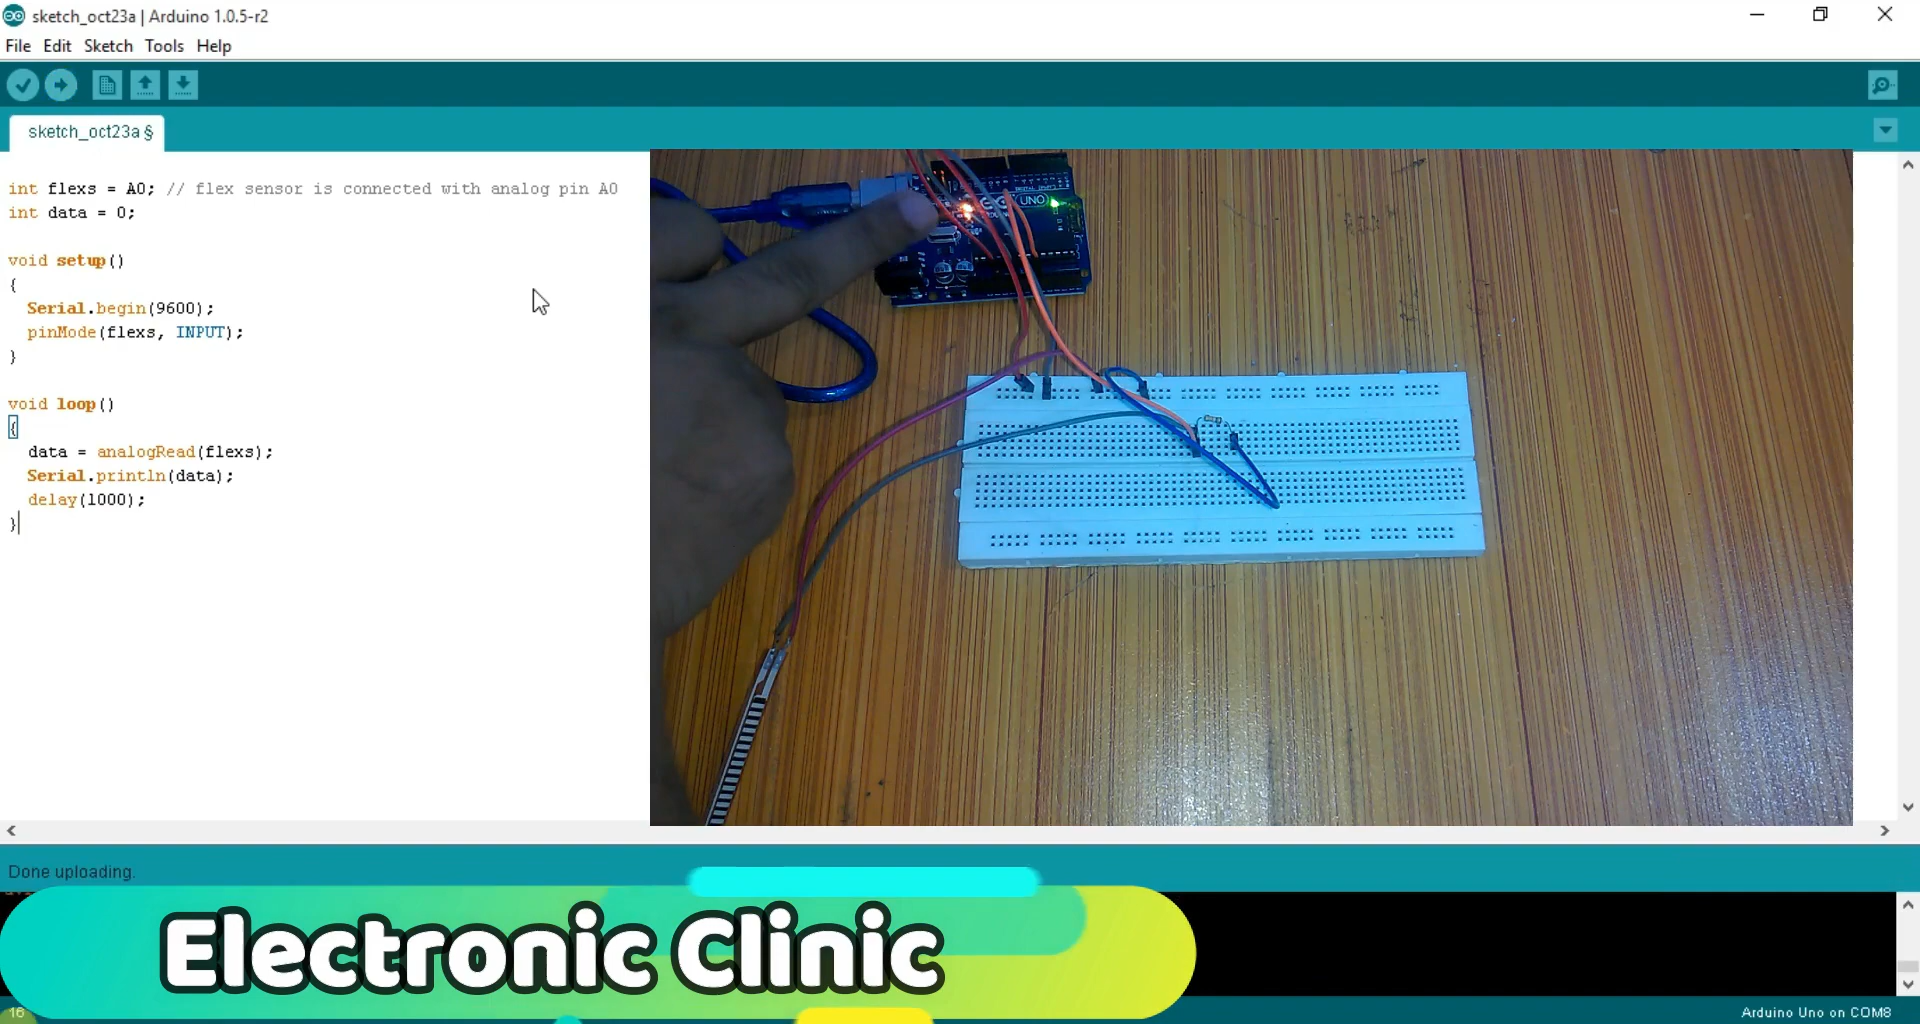 sketch_oct23a | Arduino 1.0.5-r2
File Edit Sketch Tools Help
sketch_oct23a §
int flexs = A0; // flex sensor is connected with analog pin A0
int data = 0;
void setup()
{
Serial.begin(9600);
pinMode(flexs, INPUT);
}
void loop()
{
data = analogRead(flexs);
Serial.println(data);
delay(1000);
}
UNO
Done uploading.
Electronic Clinic
16
Arduino Uno on COM8